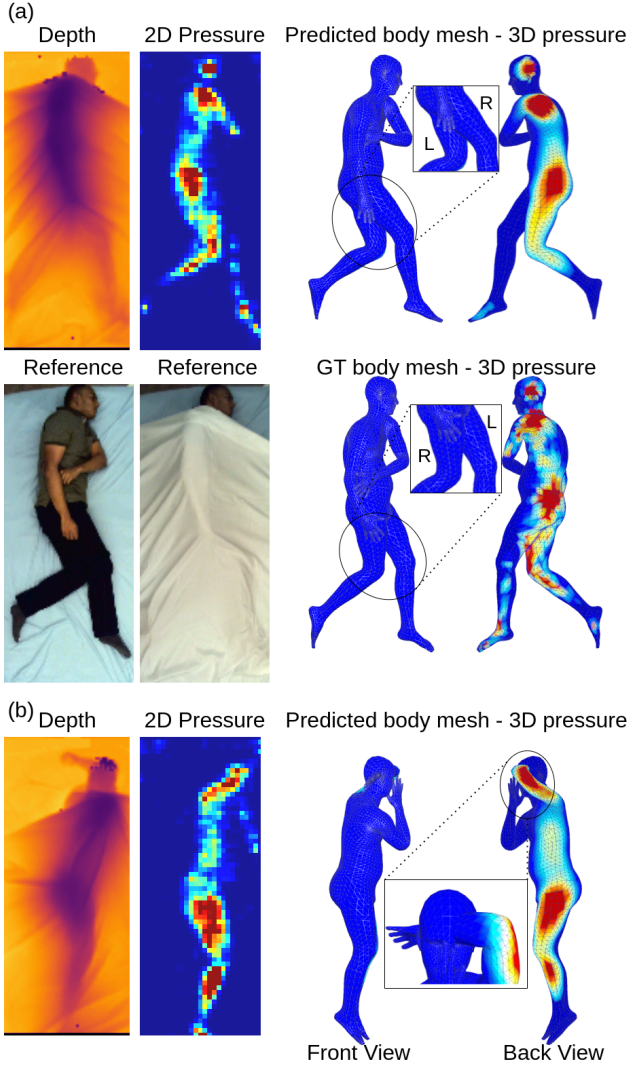 (a)
Depth 2D Pressure Predicted body mesh - 3D pressure
R
L
Reference Reference GT body mesh - 3D pressure
L
R
(b)
Depth 2D Pressure Predicted body mesh - 3D pressure
Front View Back View